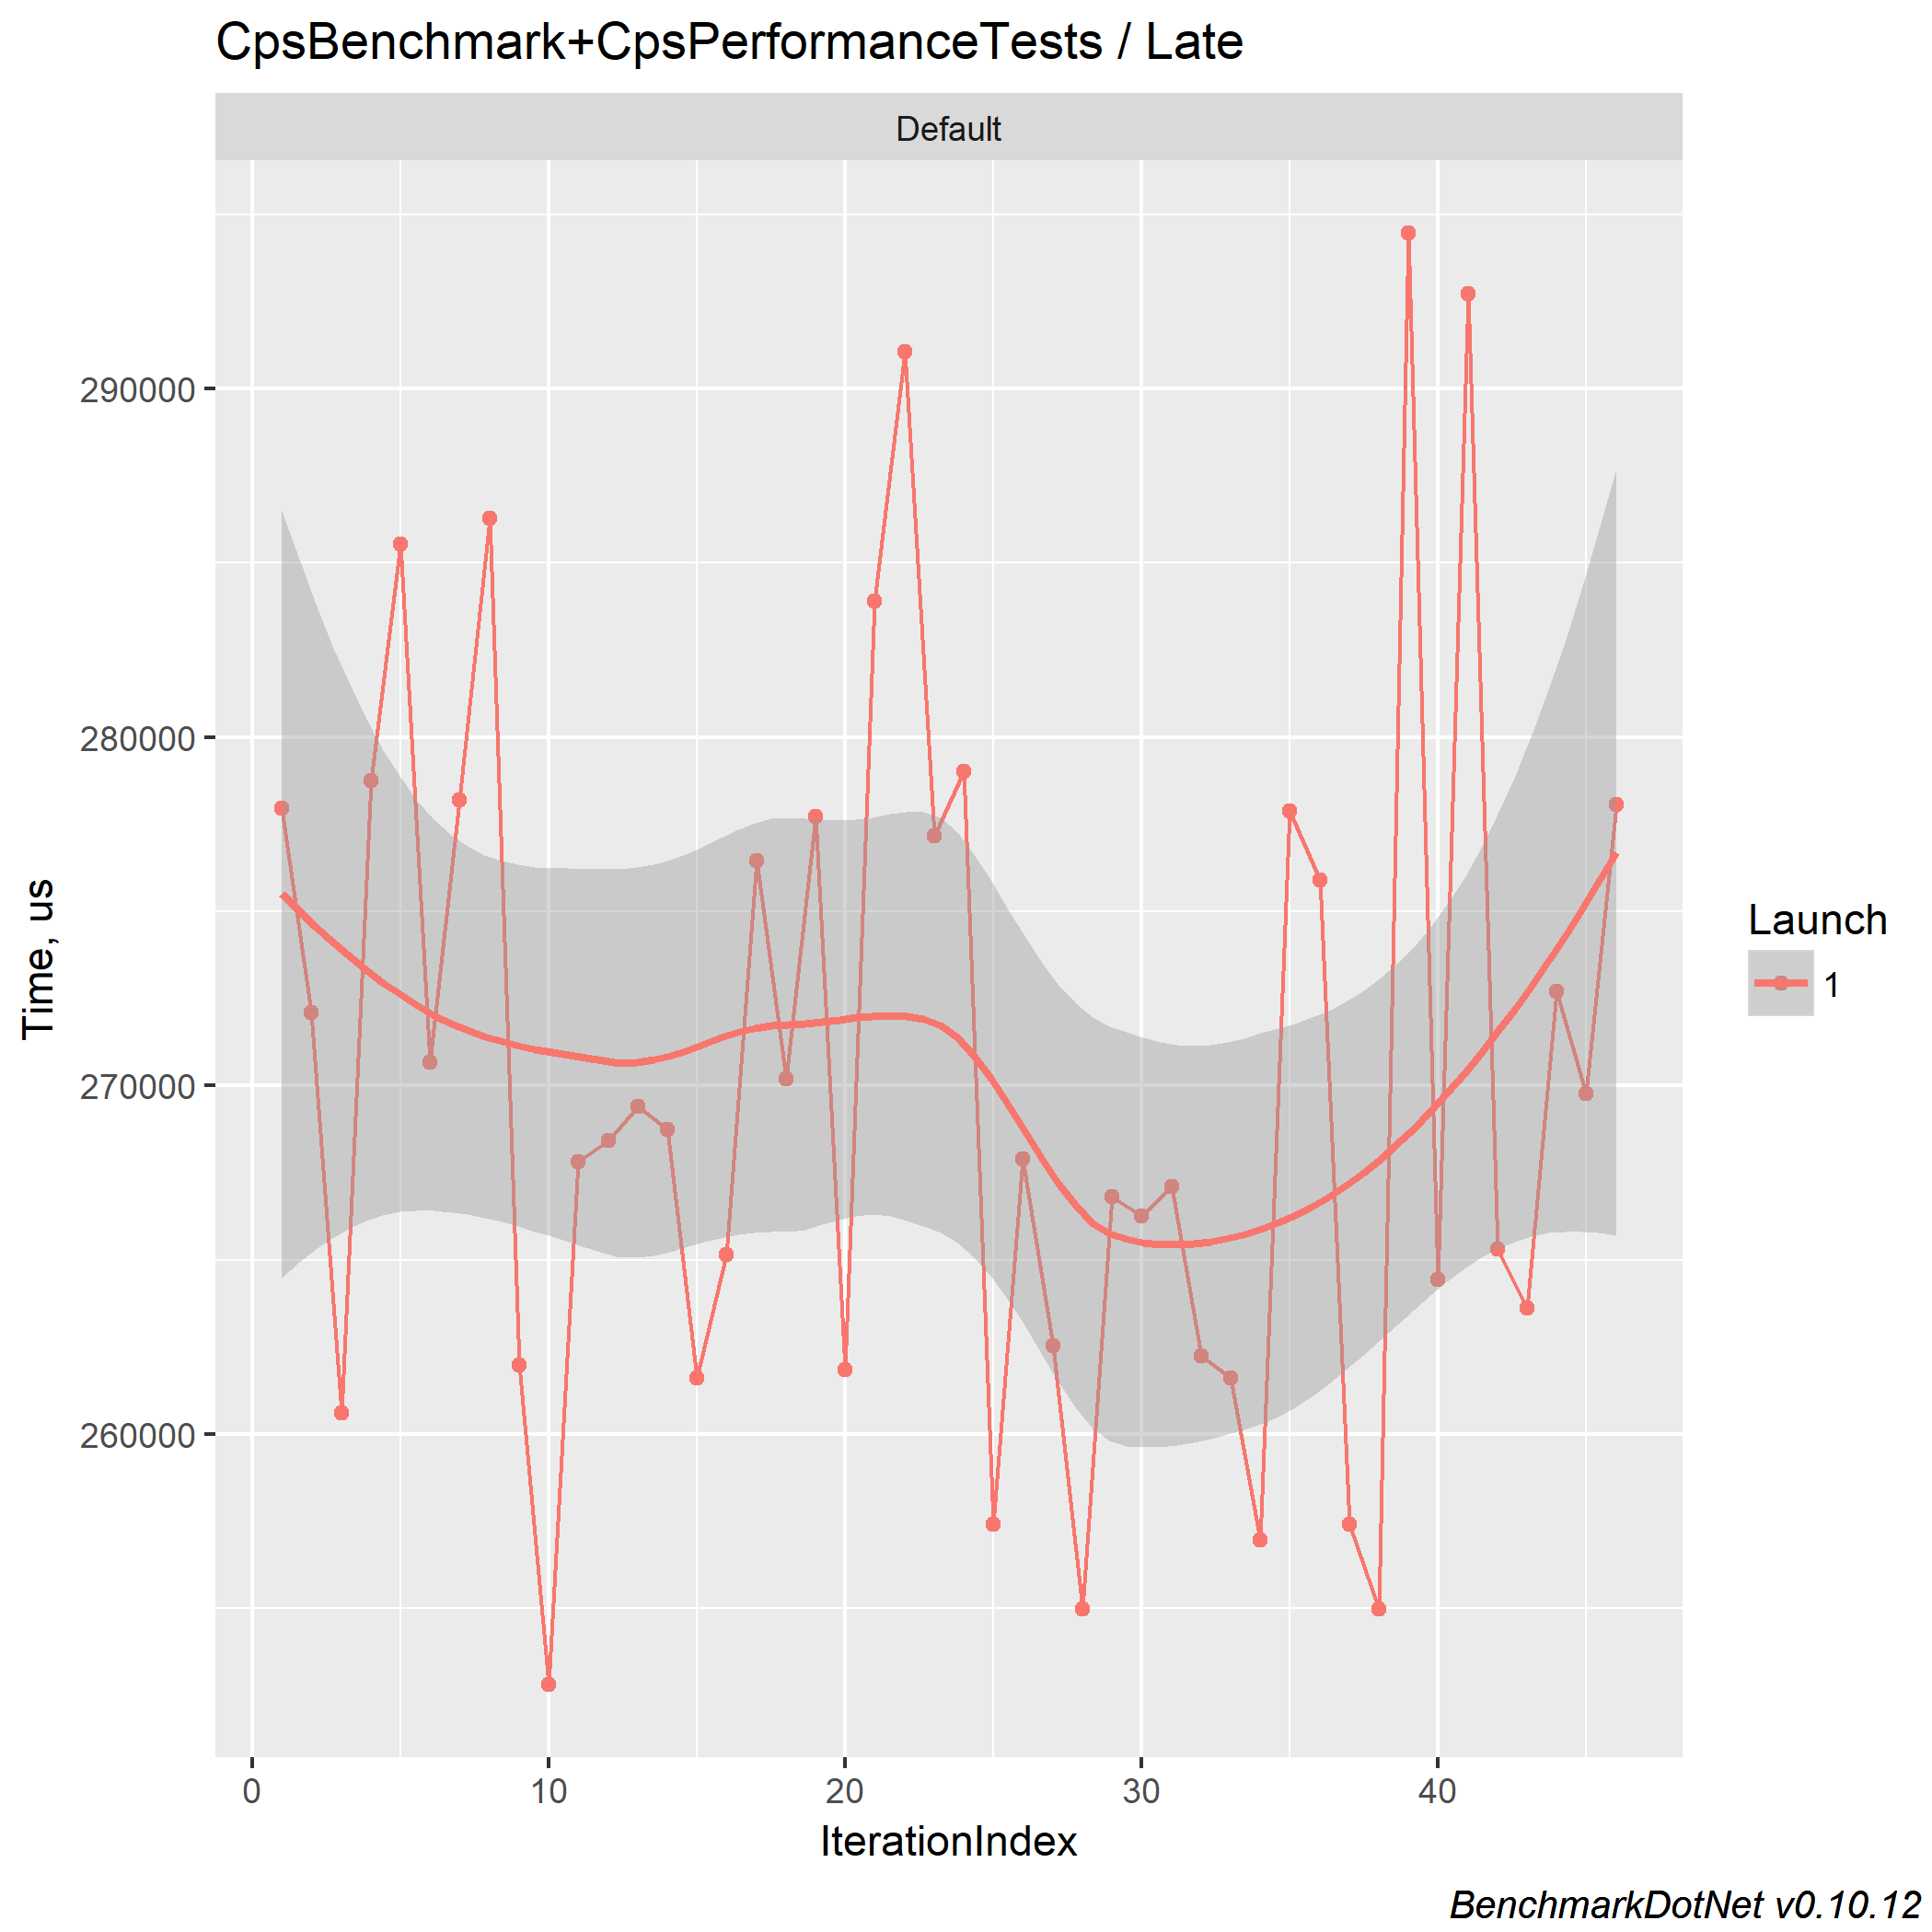 CpsBenchmark+CpsPerformanceTests / Late
Default
290000
280000
270000
260000
Time, us
0 10 20 30 40
IterationIndex
Launch
1
BenchmarkDotNet v0.10.12